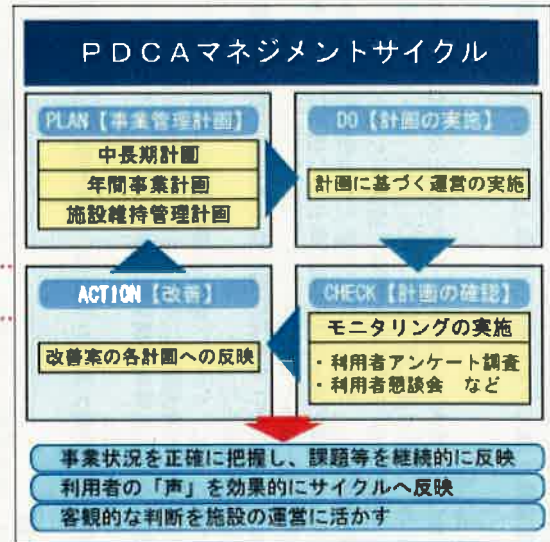 PDCAマネジメントサイクル
PLAN【事業管理計画】
中長期計画
年間事業計画
施設維持管理計画
DO【計画の実施】
計画に基づく運営の実施
ACTION【改善】
改善案の各計画への反映
CHECK【計画の確認】
モニタリングの実施
・利用者アンケート調査
・利用者懇談会 など
事業状況を正確に把握し、課題等を継続的に反映
利用者の「声」を効果的にサイクルへ反映
客観的な判断を施設の運営に活かす